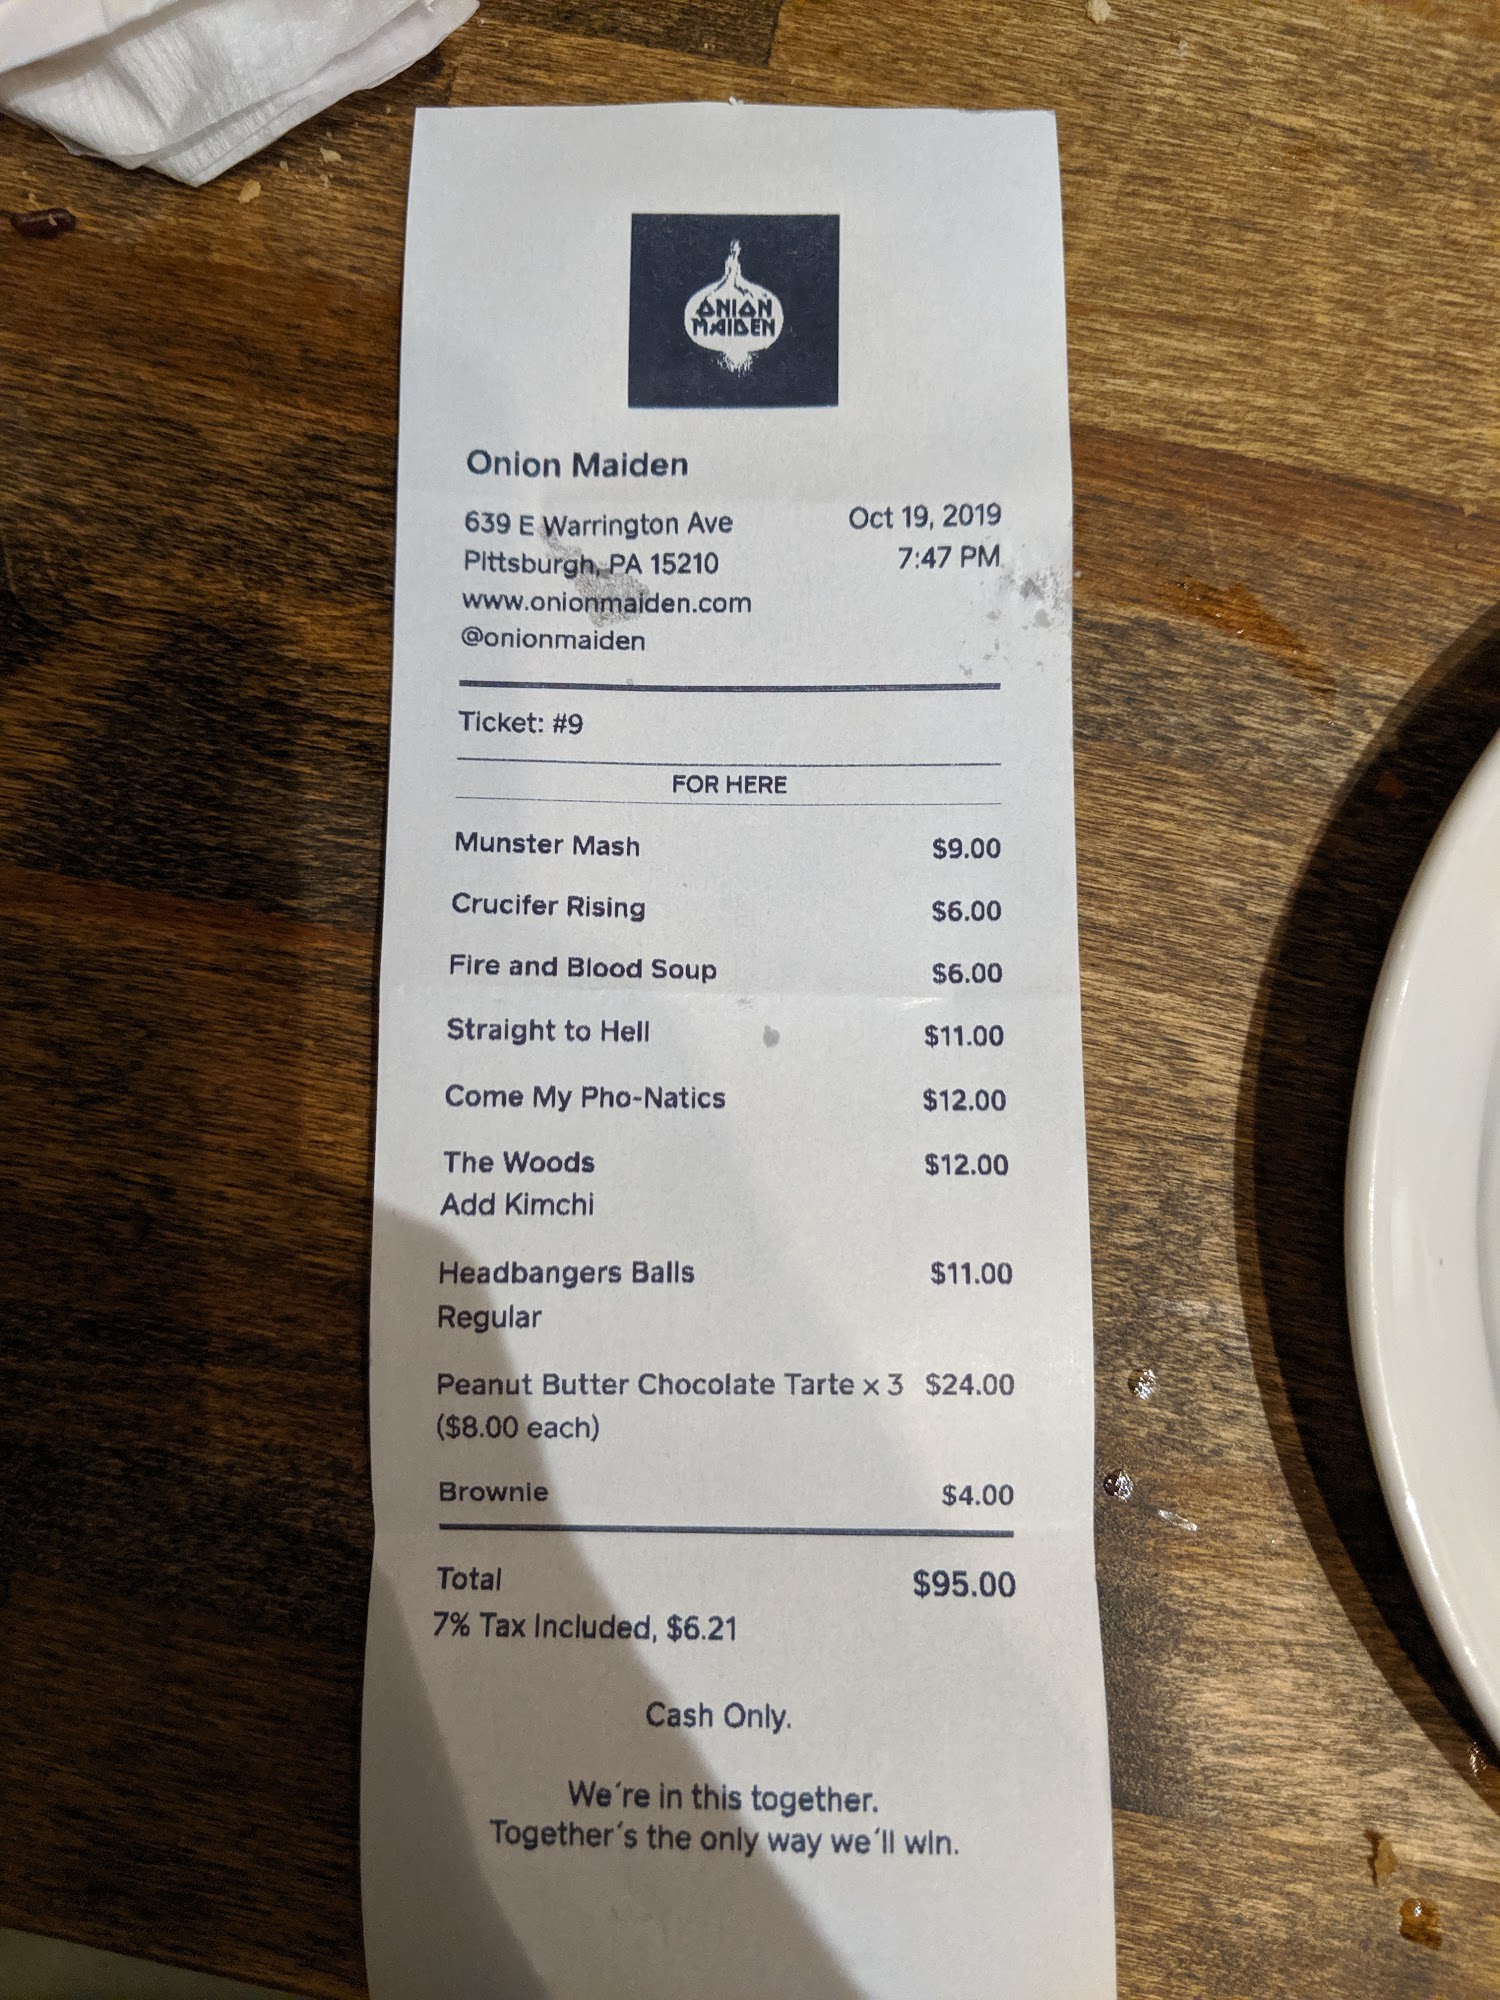 ONION
MAIDEN
Onion Maiden
639 E Warrington Ave
Pittsburgh, PA 15210
www.onionmaiden.com
@onionmaiden
Oct 19, 2019
7:47 PM
Ticket: #9
FOR HERE
Munster Mash $9.00
Crucifer Rising $6.00
Fire and Blood Soup $6.00
Straight to Hell $11.00
Come My Pho-Natics $12.00
The Woods $12.00
Add Kimchi
Headbangers Balls $11.00
Regular
Peanut Butter Chocolate Tarte x 3 $24.00
($8.00 each)
Brownie $4.00
Total $95.00
7% Tax Included, $6.21
Cash Only.
We´re in this together.
Together´s the only way we´ll win.